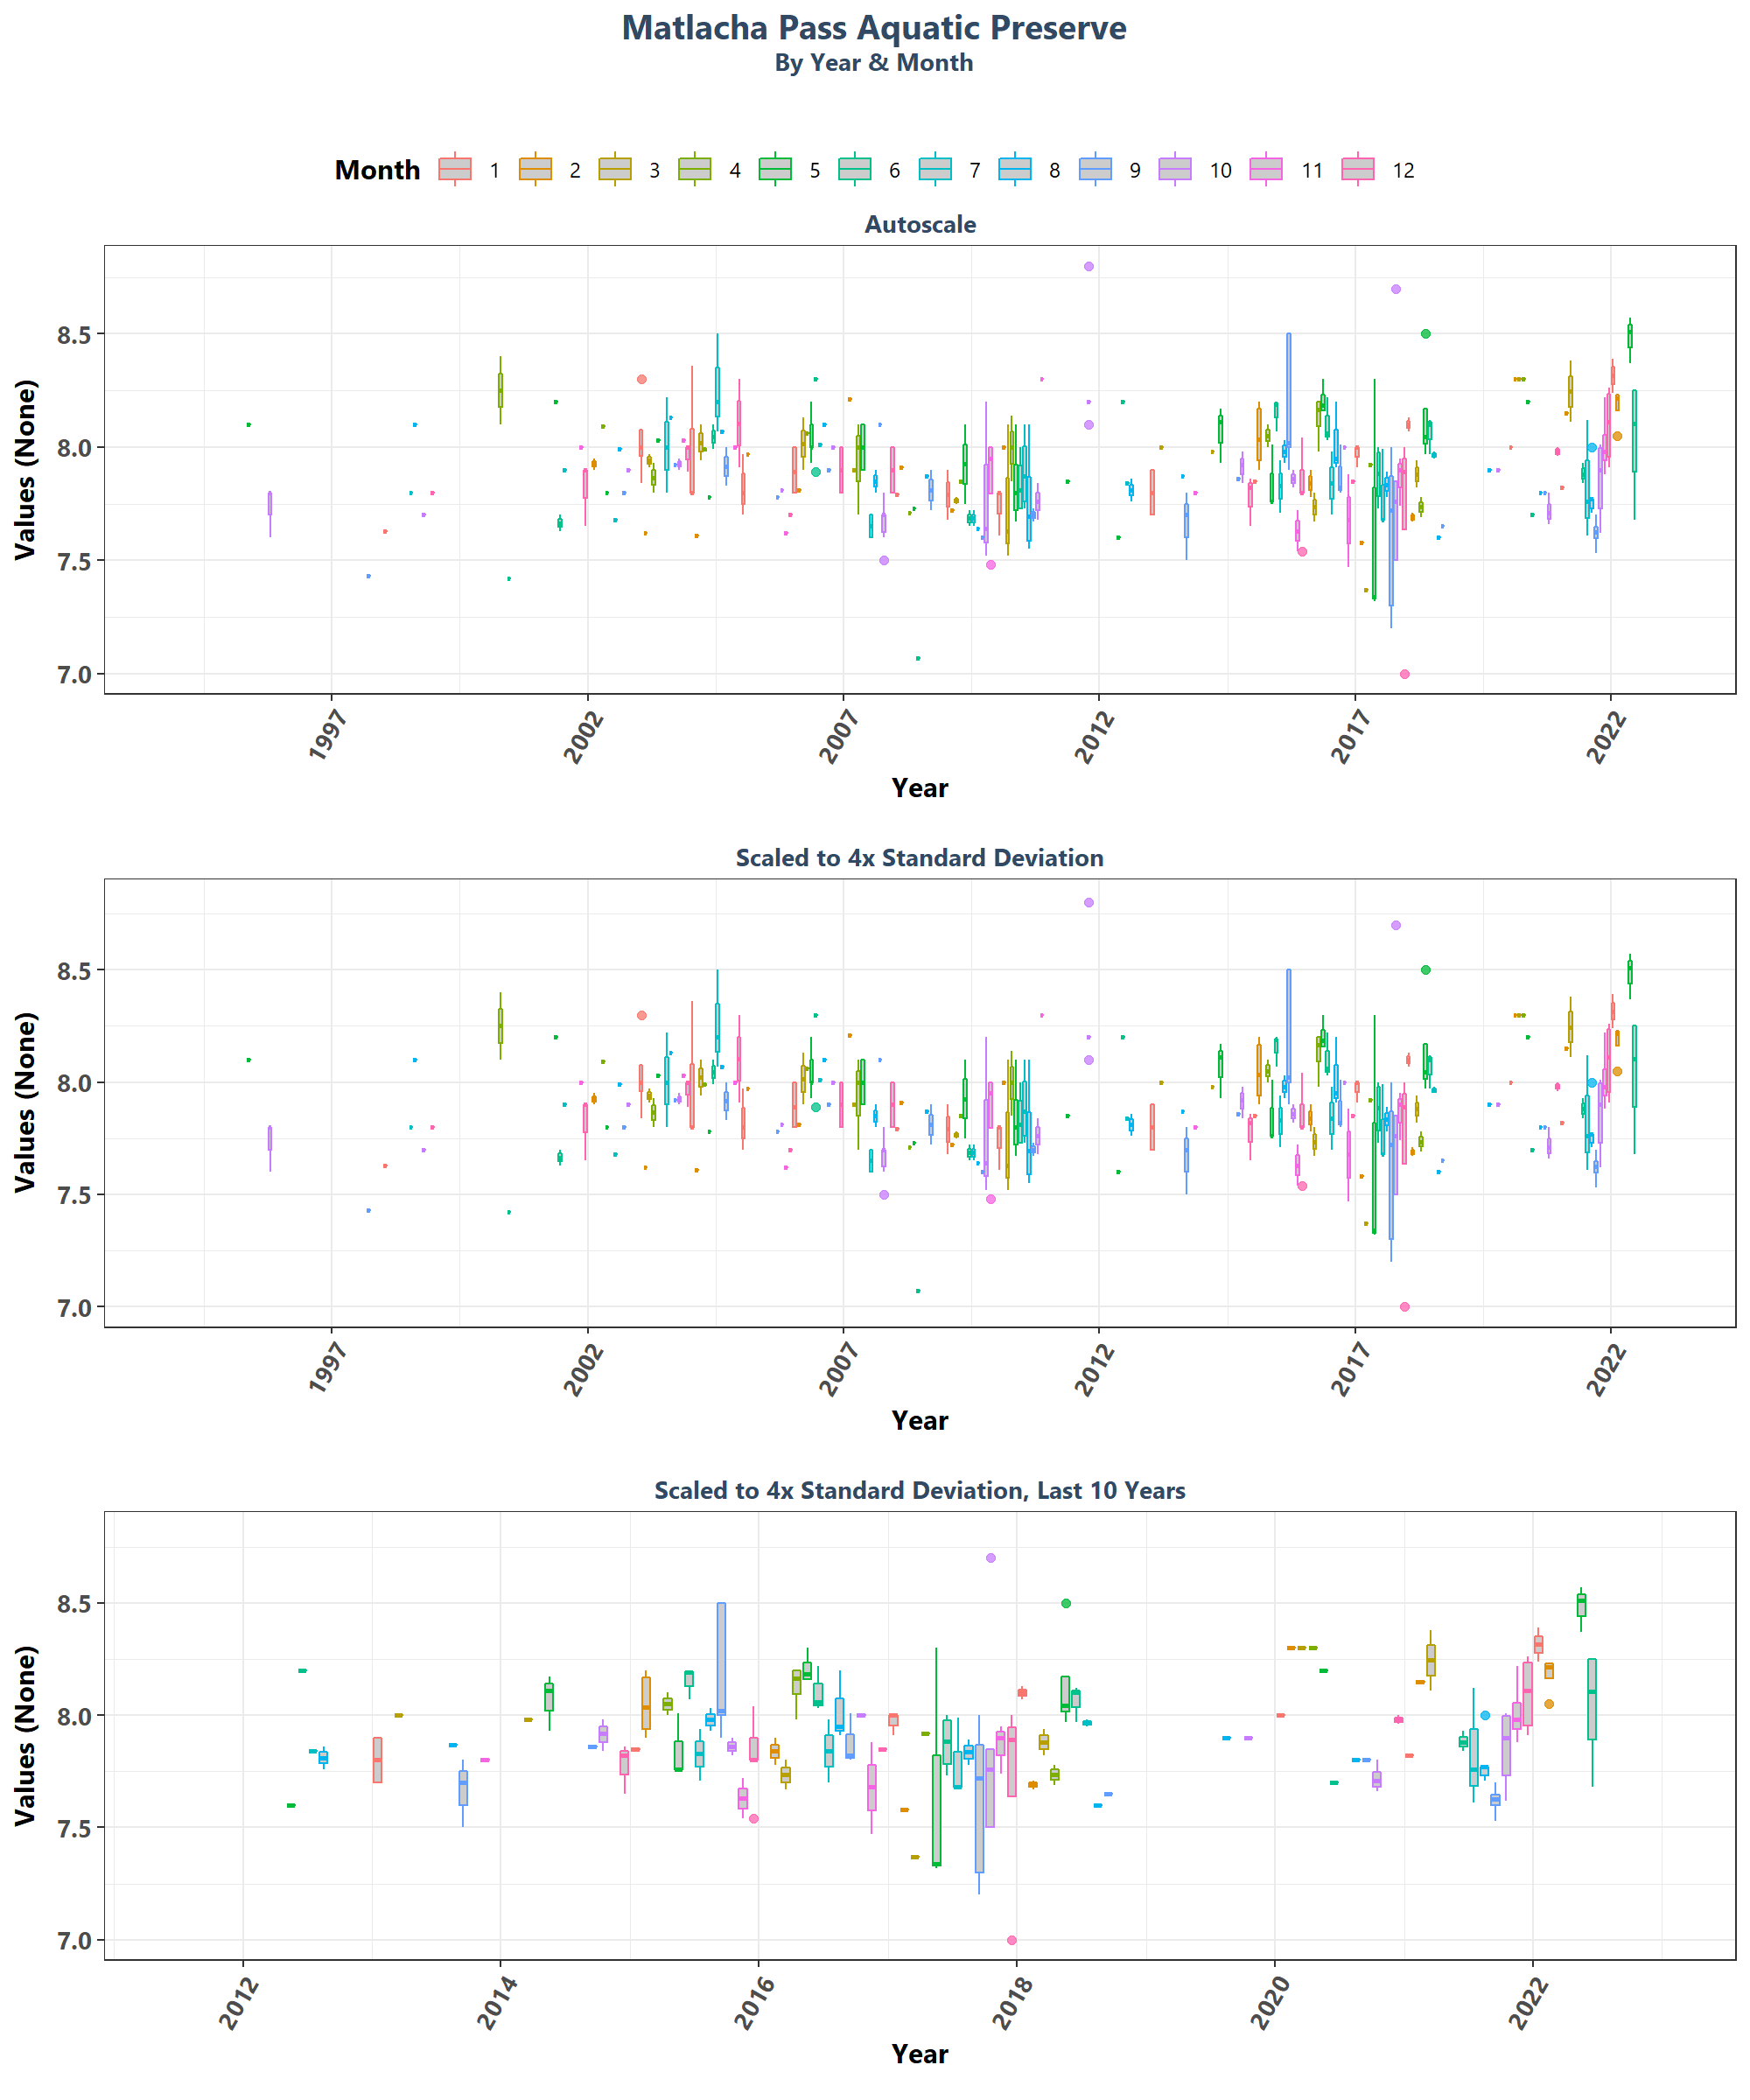 Matlacha Pass Aquatic Preserve
By Year & Month
Month 1 2 3 4 5 6 7 8 9 10 11 12
Autoscale
Values (None)
8.5
8.0
7.5
7.0
1997 2002 2007 2012 2017 2022
Year
Scaled to 4x Standard Deviation
Values (None)
8.5
8.0
7.5
7.0
1997 2002 2007 2012 2017 2022
Year
Scaled to 4x Standard Deviation, Last 10 Years
Values (None)
8.5
8.0
7.5
7.0
2012 2014 2016 2018 2020 2022
Year